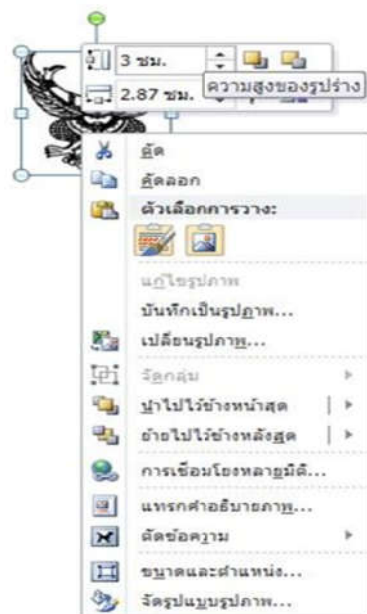 3 ซม.
2.87 ซม.
ความสูงของรูปร่าง
ตัด
คัดลอก
ตัวเลือกการวาง:
แก้ไขรูปภาพ
บันทึกเป็นรูปภาพ...
เปลี่ยนรูปภาพ...
จัดกลุ่ม
นำไปไว้ข้างหน้าสุด
ย้ายไปไว้ข้างหลังสุด
การเชื่อมโยงหลายมิติ...
แทรกคำอธิบายภาพ...
ตัดข้อความ
ขนาดและตำแหน่ง...
จัดรูปแบบรูปภาพ...